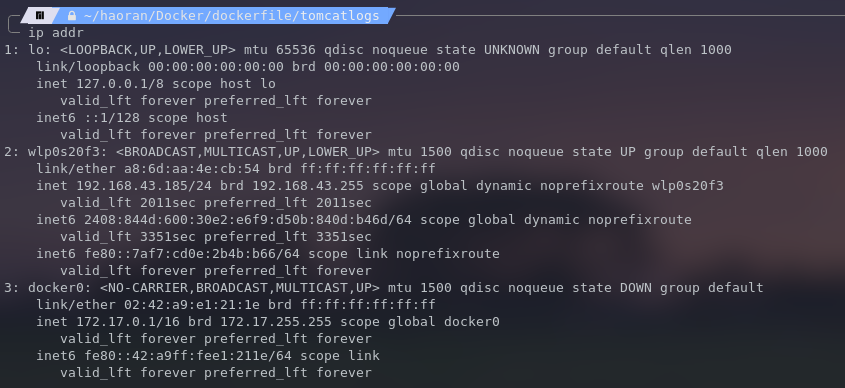 ~/haoran/Docker/dockerfile/tomcatlogs
ip addr
1: lo: <LOOPBACK,UP,LOWER_UP> mtu 65536 qdisc noqueue state UNKNOWN group default qlen 1000
link/loopback 00:00:00:00:00:00 brd 00:00:00:00:00:00
inet 127.0.0.1/8 scope host lo
valid_lft forever preferred_lft forever
inet6 ::1/128 scope host
valid_lft forever preferred_lft forever
2: wlp0s20f3: <BROADCAST,MULTICAST,UP,LOWER_UP> mtu 1500 qdisc noqueue state UP group default qlen 1000
link/ether a8:6d:aa:4e:cb:54 brd ff:ff:ff:ff:ff:ff
inet 192.168.43.185/24 brd 192.168.43.255 scope global dynamic noprefixroute wlp0s20f3
valid_lft 2011sec preferred_lft 2011sec
inet6 2408:844d:600:30e2:e6f9:d50b:840d:b46d/64 scope global dynamic noprefixroute
valid_lft 3351sec preferred_lft 3351sec
inet6 fe80::7af7:cd0e:2b4b:b66/64 scope link noprefixroute
valid_lft forever preferred_lft forever
3: docker0: <NO-CARRIER,BROADCAST,MULTICAST,UP> mtu 1500 qdisc noqueue state DOWN group default
link/ether 02:42:a9:e1:21:1e brd ff:ff:ff:ff:ff:ff
inet 172.17.0.1/16 brd 172.17.255.255 scope global docker0
valid_lft forever preferred_lft forever
inet6 fe80::42:a9ff:fee1:211e/64 scope link
valid_lft forever preferred_lft forever